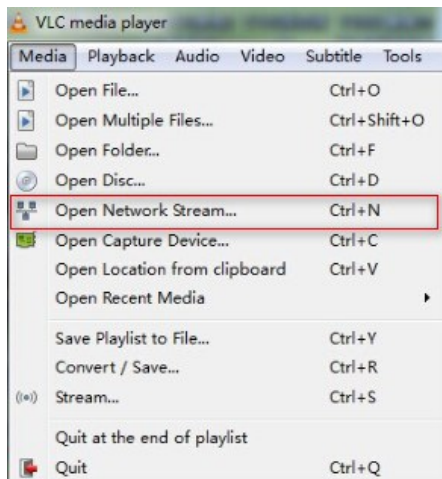 VLC media player
Media Playback Audio Video Subtitle Tools
Open File... Ctrl+O
Open Multiple Files... Ctrl+Shift+O
Open Folder... Ctrl+F
Open Disc... Ctrl+D
Open Network Stream... Ctrl+N
Open Capture Device... Ctrl+C
Open Location from clipboard Ctrl+V
Open Recent Media
Save Playlist to File... Ctrl+Y
Convert / Save... Ctrl+R
Stream... Ctrl+S
Quit at the end of playlist
Quit Ctrl+Q